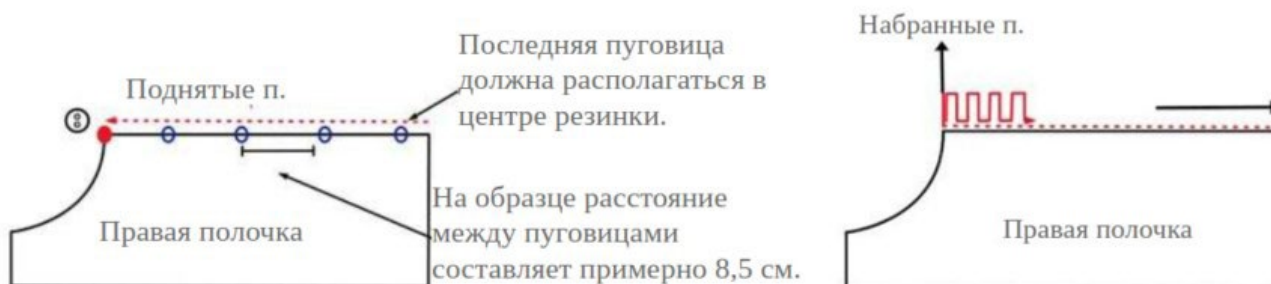 Поднятые п.
Последняя пуговица
должна располагаться в
центре резинки.
Правая полочка
На образце расстояние
между пуговицами
составляет примерно 8,5 см.
Набранные п.
Правая полочка